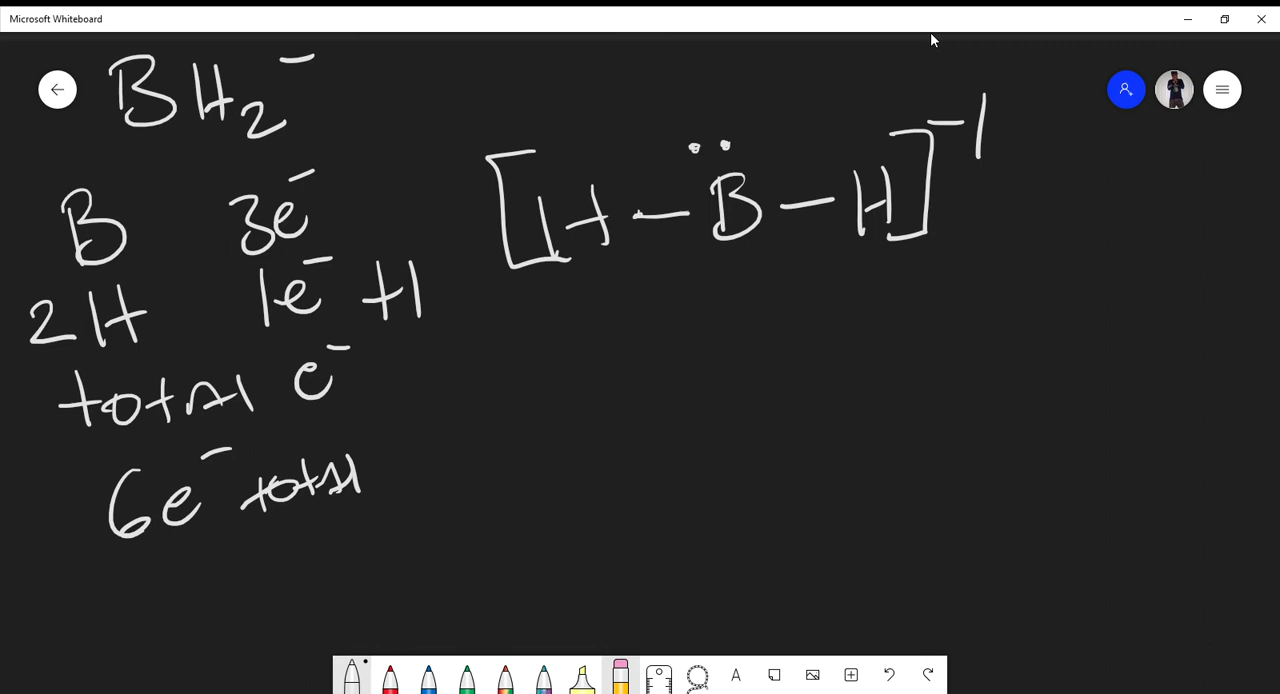 Microsoft Whiteboard
BH₂⁻
B 3e⁻
2H 1e⁻ +1
total e⁻
6e⁻ total
[H–B̈–H]⁻¹
A